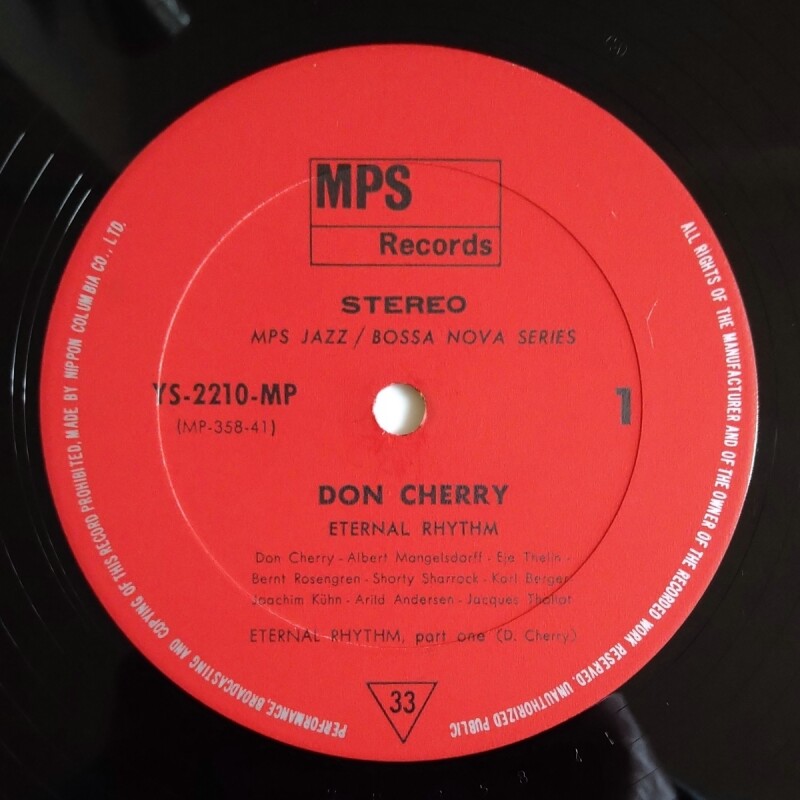 MPS
Records
STEREO
MPS JAZZ / BOSSA NOVA SERIES
YS-2210-MP
(MP-358-41)
1
DON CHERRY
ETERNAL RHYTHM
Don Cherry - Albert Mangelsdorff - Eje Thelin -
Bernt Rosengren - Sharty Sharrock - Karl Berger
Joachim Kühn - Arild Andersen - Jacques Thollot
ETERNAL RHYTHM, part one (D. Cherry)
33
ALL RIGHTS OF THE MANUFACTURER AND OF THE OWNER OF THE RECORDED WORK RESERVED. UNAUTHORIZED PUBLIC
PERFORMANCE, BROADCASTING AND COPYING OF THIS RECORD PROHIBITED, MADE BY NIPPON COLUMBIA CO., LTD.